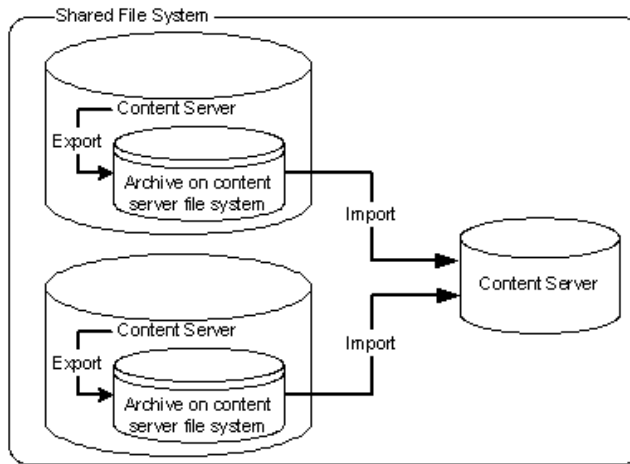 Shared File System
Content Server
Export
Archive on content
server file system
Import
Content Server
Content Server
Export
Import
Archive on content
server file system